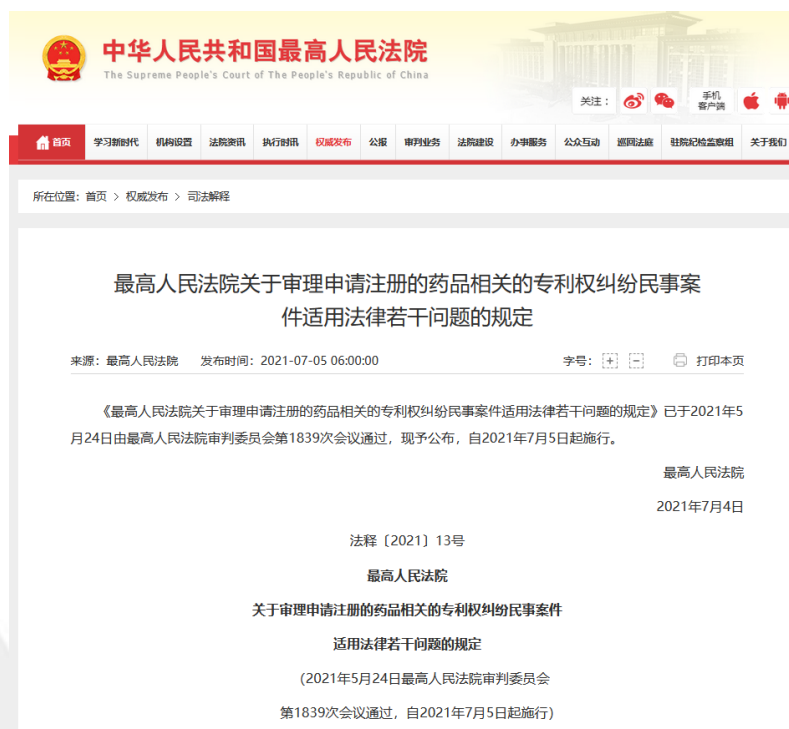 中华人民共和国最高人民法院
The Supreme People's Court of The People's Republic of China
关注：
手机
客户端
首页 学习新时代 机构设置 法院资讯 执行时讯 权威发布 公报 审判业务 法院建设 办事服务 公众互动 巡回法庭 驻院纪检监察组 关于我们
所在位置：首页 > 权威发布 > 司法解释
最高人民法院关于审理申请注册的药品相关的专利权纠纷民事案
件适用法律若干问题的规定
来源：最高人民法院 发布时间：2021-07-05 06:00:00 字号： + - 打印本页
《最高人民法院关于审理申请注册的药品相关的专利权纠纷民事案件适用法律若干问题的规定》已于2021年5
月24日由最高人民法院审判委员会第1839次会议通过，现予公布，自2021年7月5日起施行。
最高人民法院
2021年7月4日
法释〔2021〕13号
最高人民法院
关于审理申请注册的药品相关的专利权纠纷民事案件
适用法律若干问题的规定
（2021年5月24日最高人民法院审判委员会
第1839次会议通过，自2021年7月5日起施行）